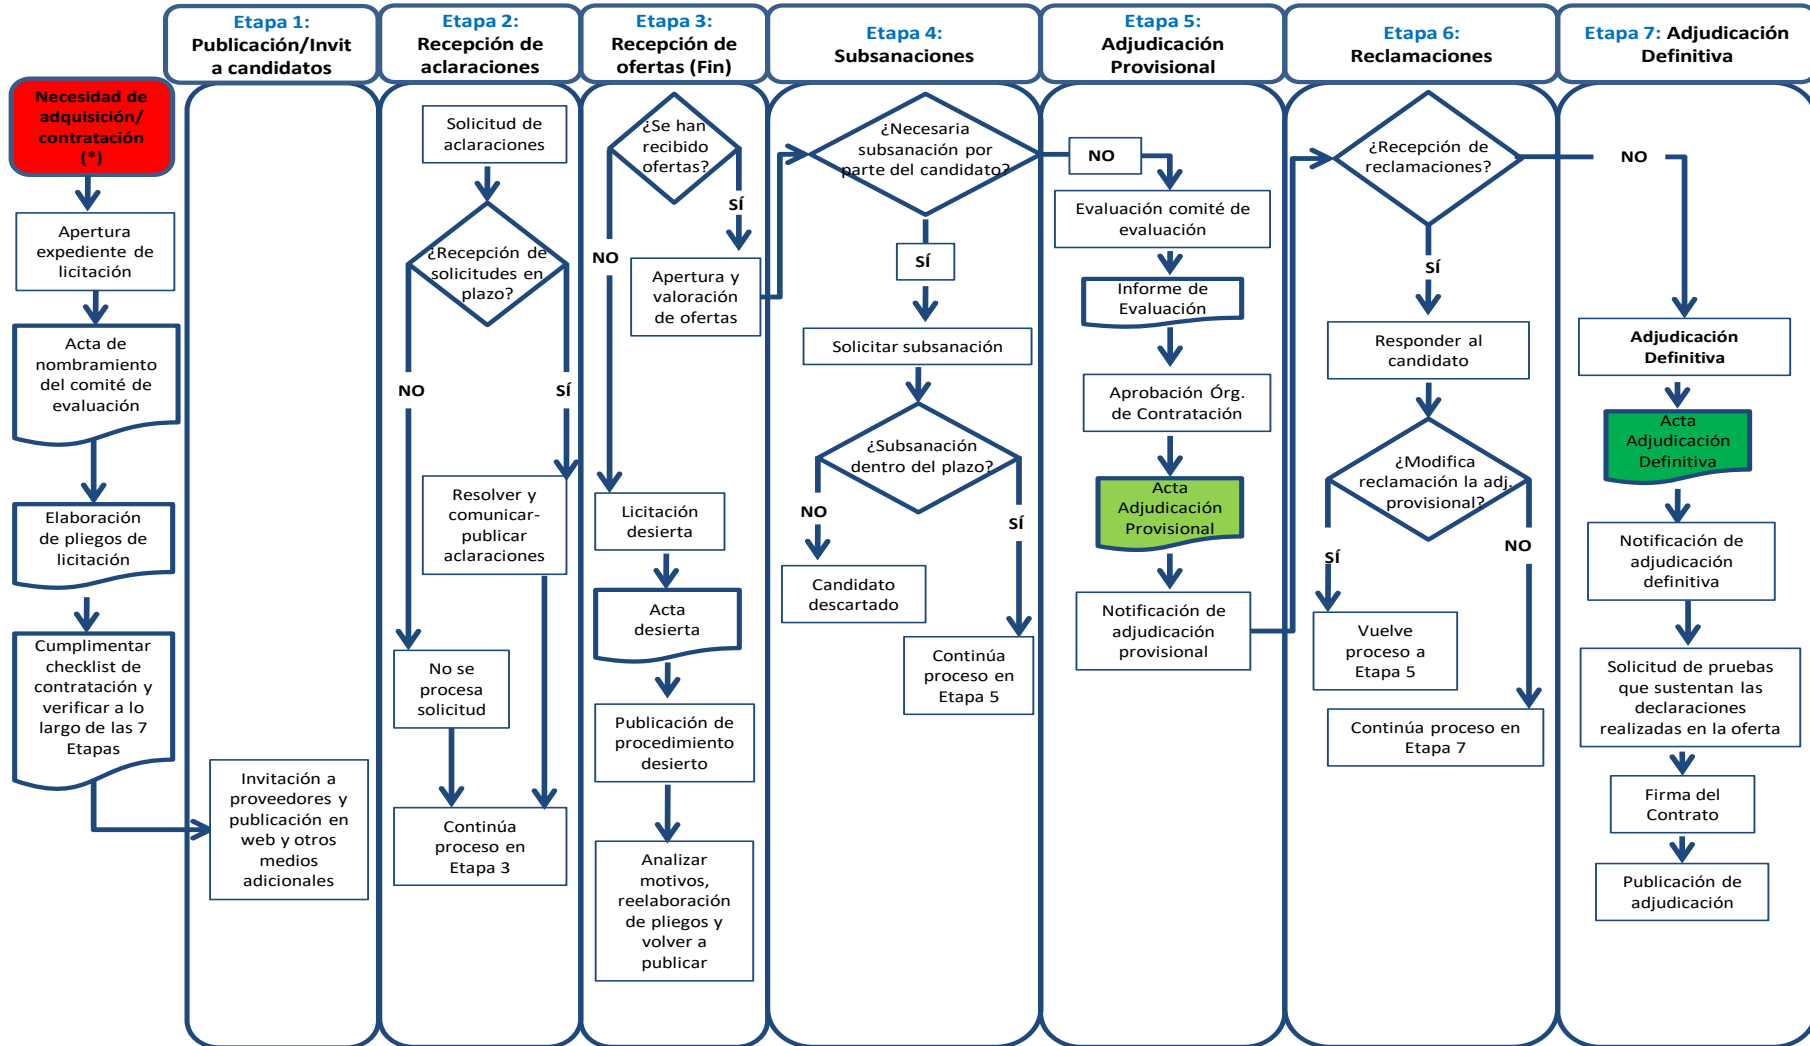 Etapa 1:
Publicación/Invit
a candidatos
Etapa 2:
Recepción de
aclaraciones
Etapa 3:
Recepción de
ofertas (Fin)
Etapa 4:
Subsanaciones
Etapa 5:
Adjudicación
Provisional
Etapa 6:
Reclamaciones
Etapa 7: Adjudicación
Definitiva
Necesidad de
adquisición/
contratación
(*)
Apertura
expediente de
licitación
Acta de
nombramiento
del comité de
evaluación
Elaboración
de pliegos de
licitación
Cumplimentar
checklist de
contratación y
verificar a lo
largo de las 7
Etapas
Invitación a
proveedores y
publicación en
web y otros
medios
adicionales
Solicitud de
aclaraciones
¿Recepción de
solicitudes en
plazo?
NO
SÍ
Resolver y
comunicar-
publicar
aclaraciones
No se
procesa
solicitud
Continúa
proceso en
Etapa 3
¿Se han
recibido
ofertas?
SÍ
NO
Apertura y
valoración
de ofertas
Licitación
desierta
Acta
desierta
Publicación de
procedimiento
desierto
Analizar
motivos,
reelaboración
de pliegos y
volver a
publicar
¿Necesaria
subsanación por
parte del candidato?
SÍ
Solicitar subsanación
¿Subsanación
dentro del plazo?
NO
SÍ
Candidato
descartado
Continúa
proceso en
Etapa 5
NO
Evaluación comité de
evaluación
Informe de
Evaluación
Aprobación Órg.
de Contratación
Acta
Adjudicación
Provisional
Notificación de
adjudicación
provisional
¿Recepción de
reclamaciones?
SÍ
Responder al
candidato
¿Modifica
reclamación la adj.
provisional?
SÍ
NO
Vuelve
proceso a
Etapa 5
Continúa proceso en
Etapa 7
NO
Adjudicación
Definitiva
Acta
Adjudicación
Definitiva
Notificación de
adjudicación
definitiva
Solicitud de pruebas
que sustentan las
declaraciones
realizadas en la oferta
Firma del
Contrato
Publicación de
adjudicación